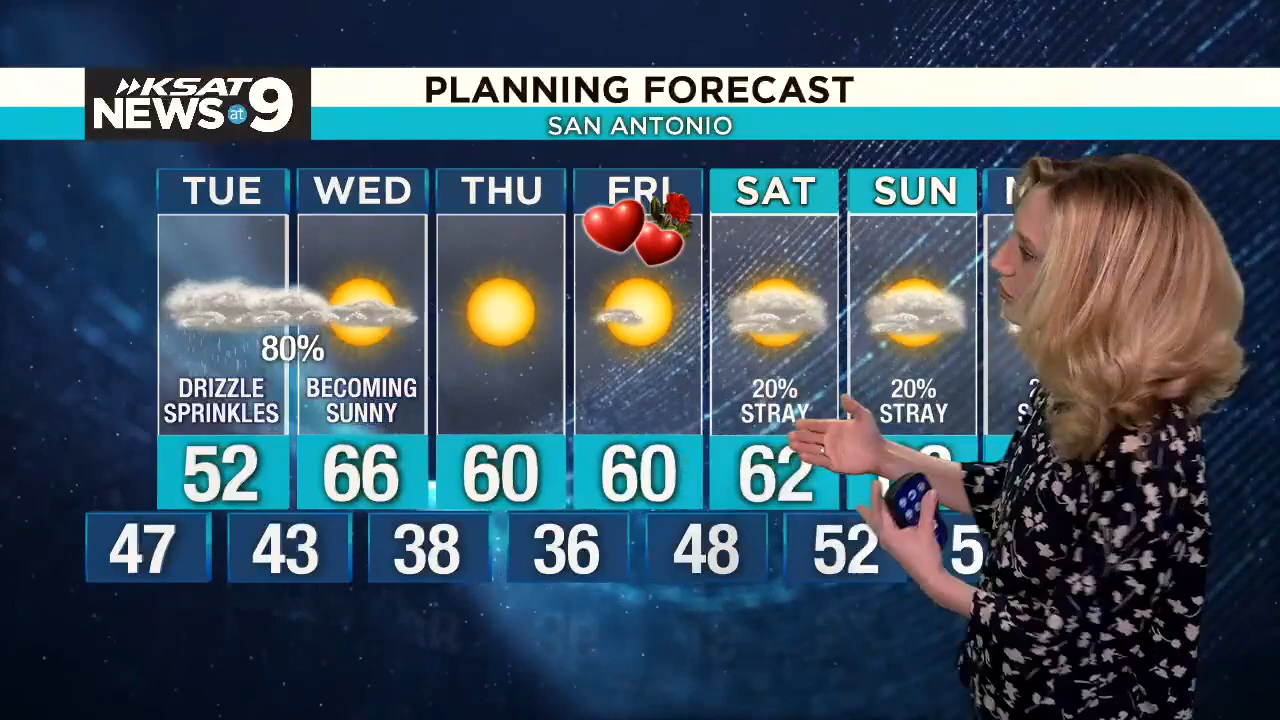 KSAT
NEWS at 9
PLANNING FORECAST
SAN ANTONIO
TUE WED THU FRI SAT SUN
80%
DRIZZLE SPRINKLES
BECOMING SUNNY
20% STRAY
20% STRAY
52 66 60 60 62
47 43 38 36 48 52